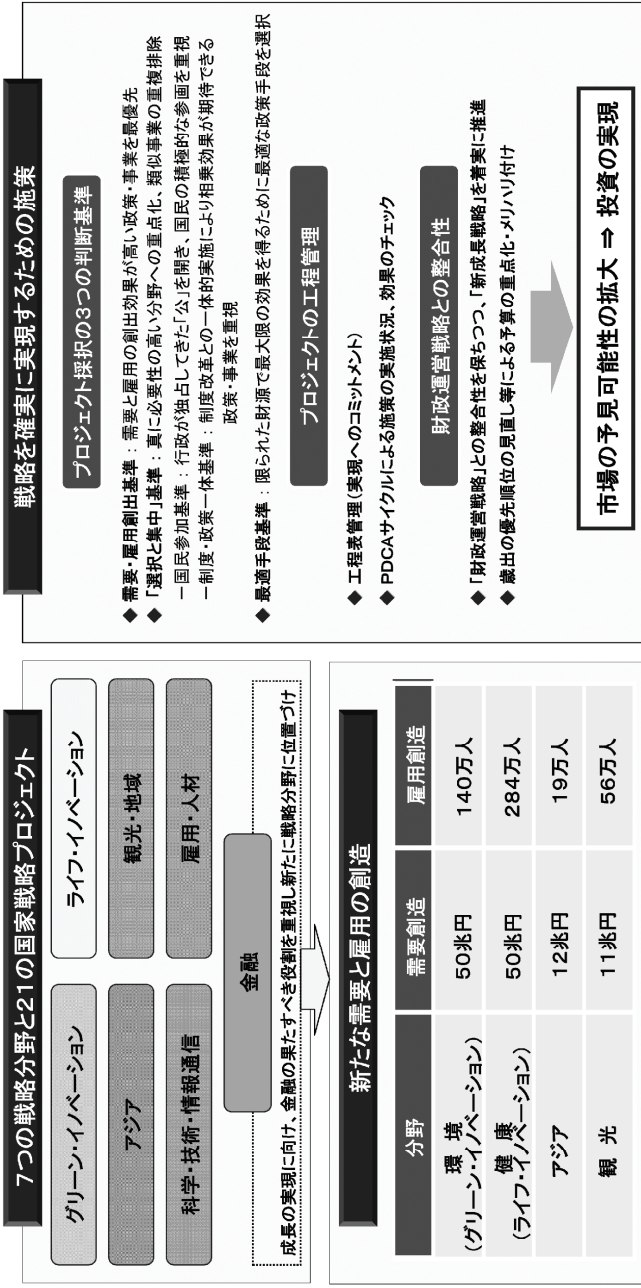 7つの戦略分野と21の国家戦略プロジェクト
グリーン・イノベーション
ライフ・イノベーション
アジア
観光・地域
科学・技術・情報通信
雇用・人材
金融
成長の実現に向け、金融の果たすべき役割を重視し新たに戦略分野に位置づけ
新たな需要と雇用の創造
分野 需要創造 雇用創造
環 境
(グリーン・イノベーション) 50兆円 140万人
健 康
(ライフ・イノベーション) 50兆円 284万人
アジア 12兆円 19万人
観 光 11兆円 56万人
戦略を確実に実現するための施策
プロジェクト採択の3つの判断基準
◆ 需要・雇用創出基準 : 需要と雇用の創出効果が高い政策・事業を最優先
◆ 「選択と集中」基準 : 真に必要性の高い分野への重点化、類似事業の重複排除
－国民参加基準 : 行政が独占してきた「公」を開き、国民の積極的な参画を重視
－制度・政策一体基準 : 制度改革との一体的実施により相乗効果が期待できる
政策・事業を重視
◆ 最適手段基準 : 限られた財源で最大限の効果を得るために最適な政策手段を選択
プロジェクトの工程管理
◆ 工程表管理(実現へのコミットメント)
◆ PDCAサイクルによる施策の実施状況、効果のチェック
財政運営戦略との整合性
◆ 「財政運営戦略」との整合性を保ちつつ、「新成長戦略」を着実に推進
◆ 歳出の優先順位の見直し等による予算の重点化・メリハリ付け
市場の予見可能性の拡大 ⇒ 投資の実現